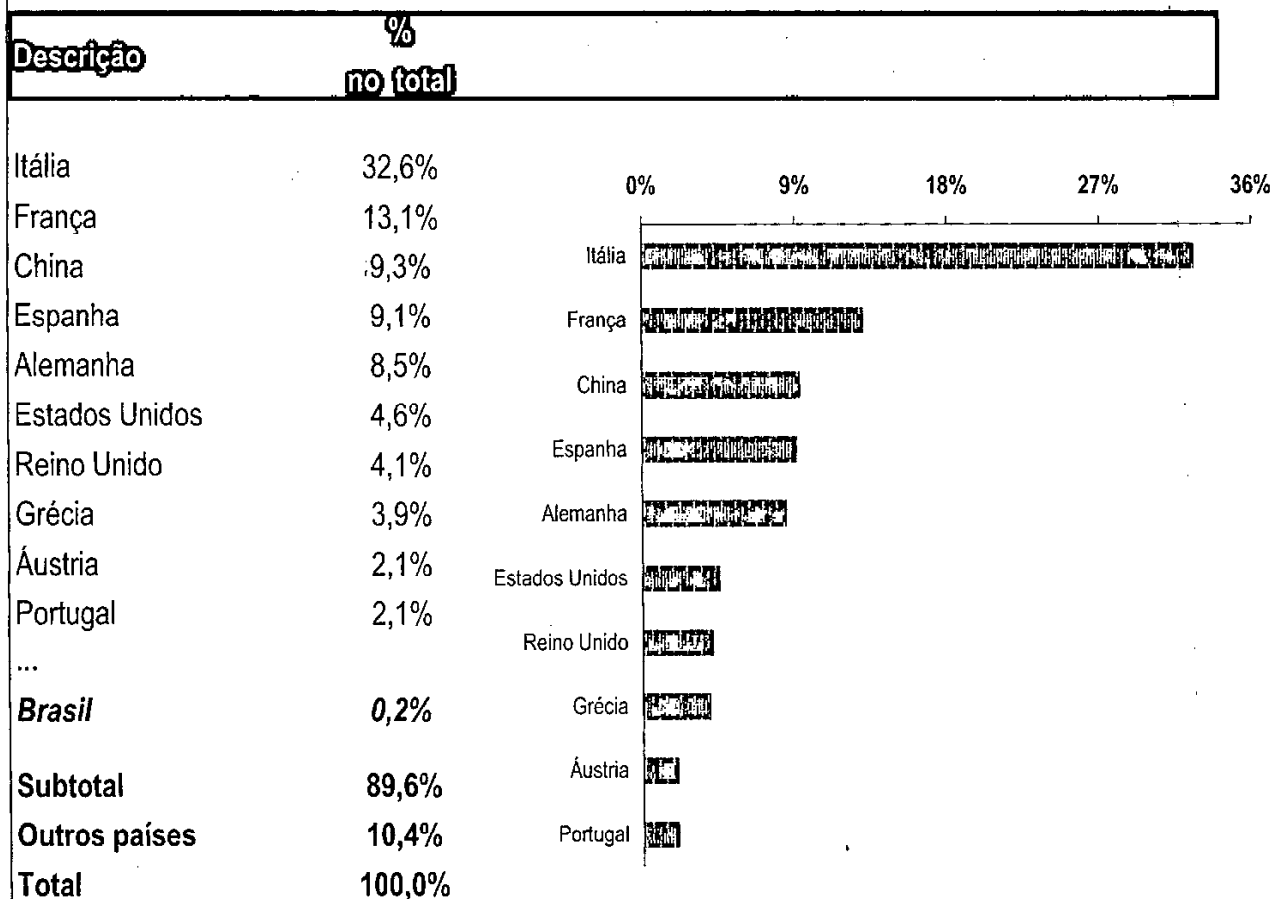 Descrição % no total
Itália 32,6%
França 13,1%
China 9,3%
Espanha 9,1%
Alemanha 8,5%
Estados Unidos 4,6%
Reino Unido 4,1%
Grécia 3,9%
Áustria 2,1%
Portugal 2,1%
...
Brasil 0,2%
Subtotal 89,6%
Outros países 10,4%
Total 100,0%
0% 9% 18% 27% 36%
Itália
França
China
Espanha
Alemanha
Estados Unidos
Reino Unido
Grécia
Áustria
Portugal